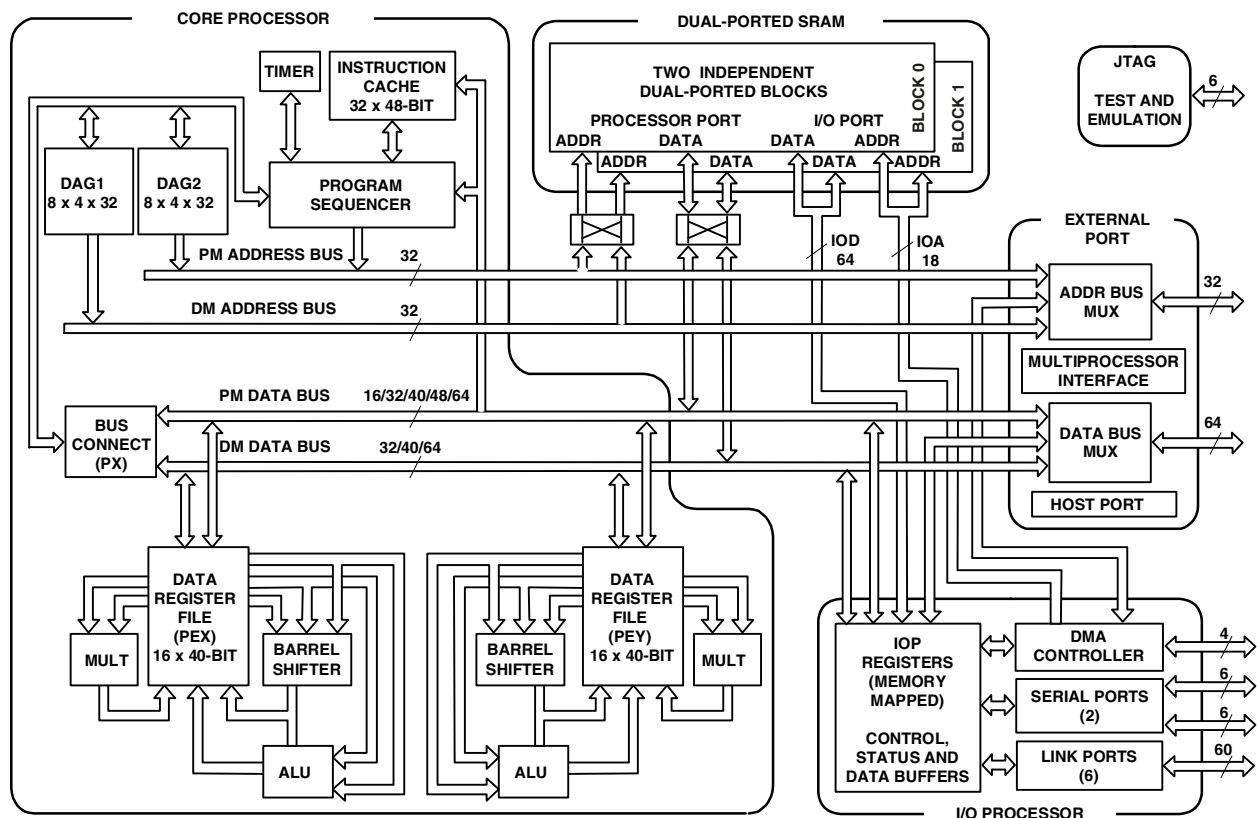 CORE PROCESSOR
TIMER
INSTRUCTION
CACHE
32 x 48-BIT
DAG1
8 x 4 x 32
DAG2
8 x 4 x 32
PROGRAM
SEQUENCER
DUAL-PORTED SRAM
TWO INDEPENDENT
DUAL-PORTED BLOCKS
PROCESSOR PORT
I/O PORT
ADDR
DATA
DATA
ADDR
ADDR
DATA
DATA
ADDR
BLOCK 0
BLOCK 1
JTAG
TEST AND
EMULATION
6
PM ADDRESS BUS
32
DM ADDRESS BUS
32
IOD
64
IOA
18
EXTERNAL
PORT
ADDR BUS
MUX
32
MULTIPROCESSOR
INTERFACE
DATA BUS
MUX
64
HOST PORT
PM DATA BUS
16/32/40/48/64
BUS
CONNECT
(PX)
DM DATA BUS
32/40/64
DATA
REGISTER
FILE
(PEX)
16 x 40-BIT
MULT
BARREL
SHIFTER
ALU
DATA
REGISTER
FILE
(PEY)
16 x 40-BIT
BARREL
SHIFTER
MULT
ALU
IOP
REGISTERS
(MEMORY
MAPPED)
CONTROL,
STATUS AND
DATA BUFFERS
DMA
CONTROLLER
4
SERIAL PORTS
(2)
6
6
LINK PORTS
(6)
60
I/O PROCESSOR